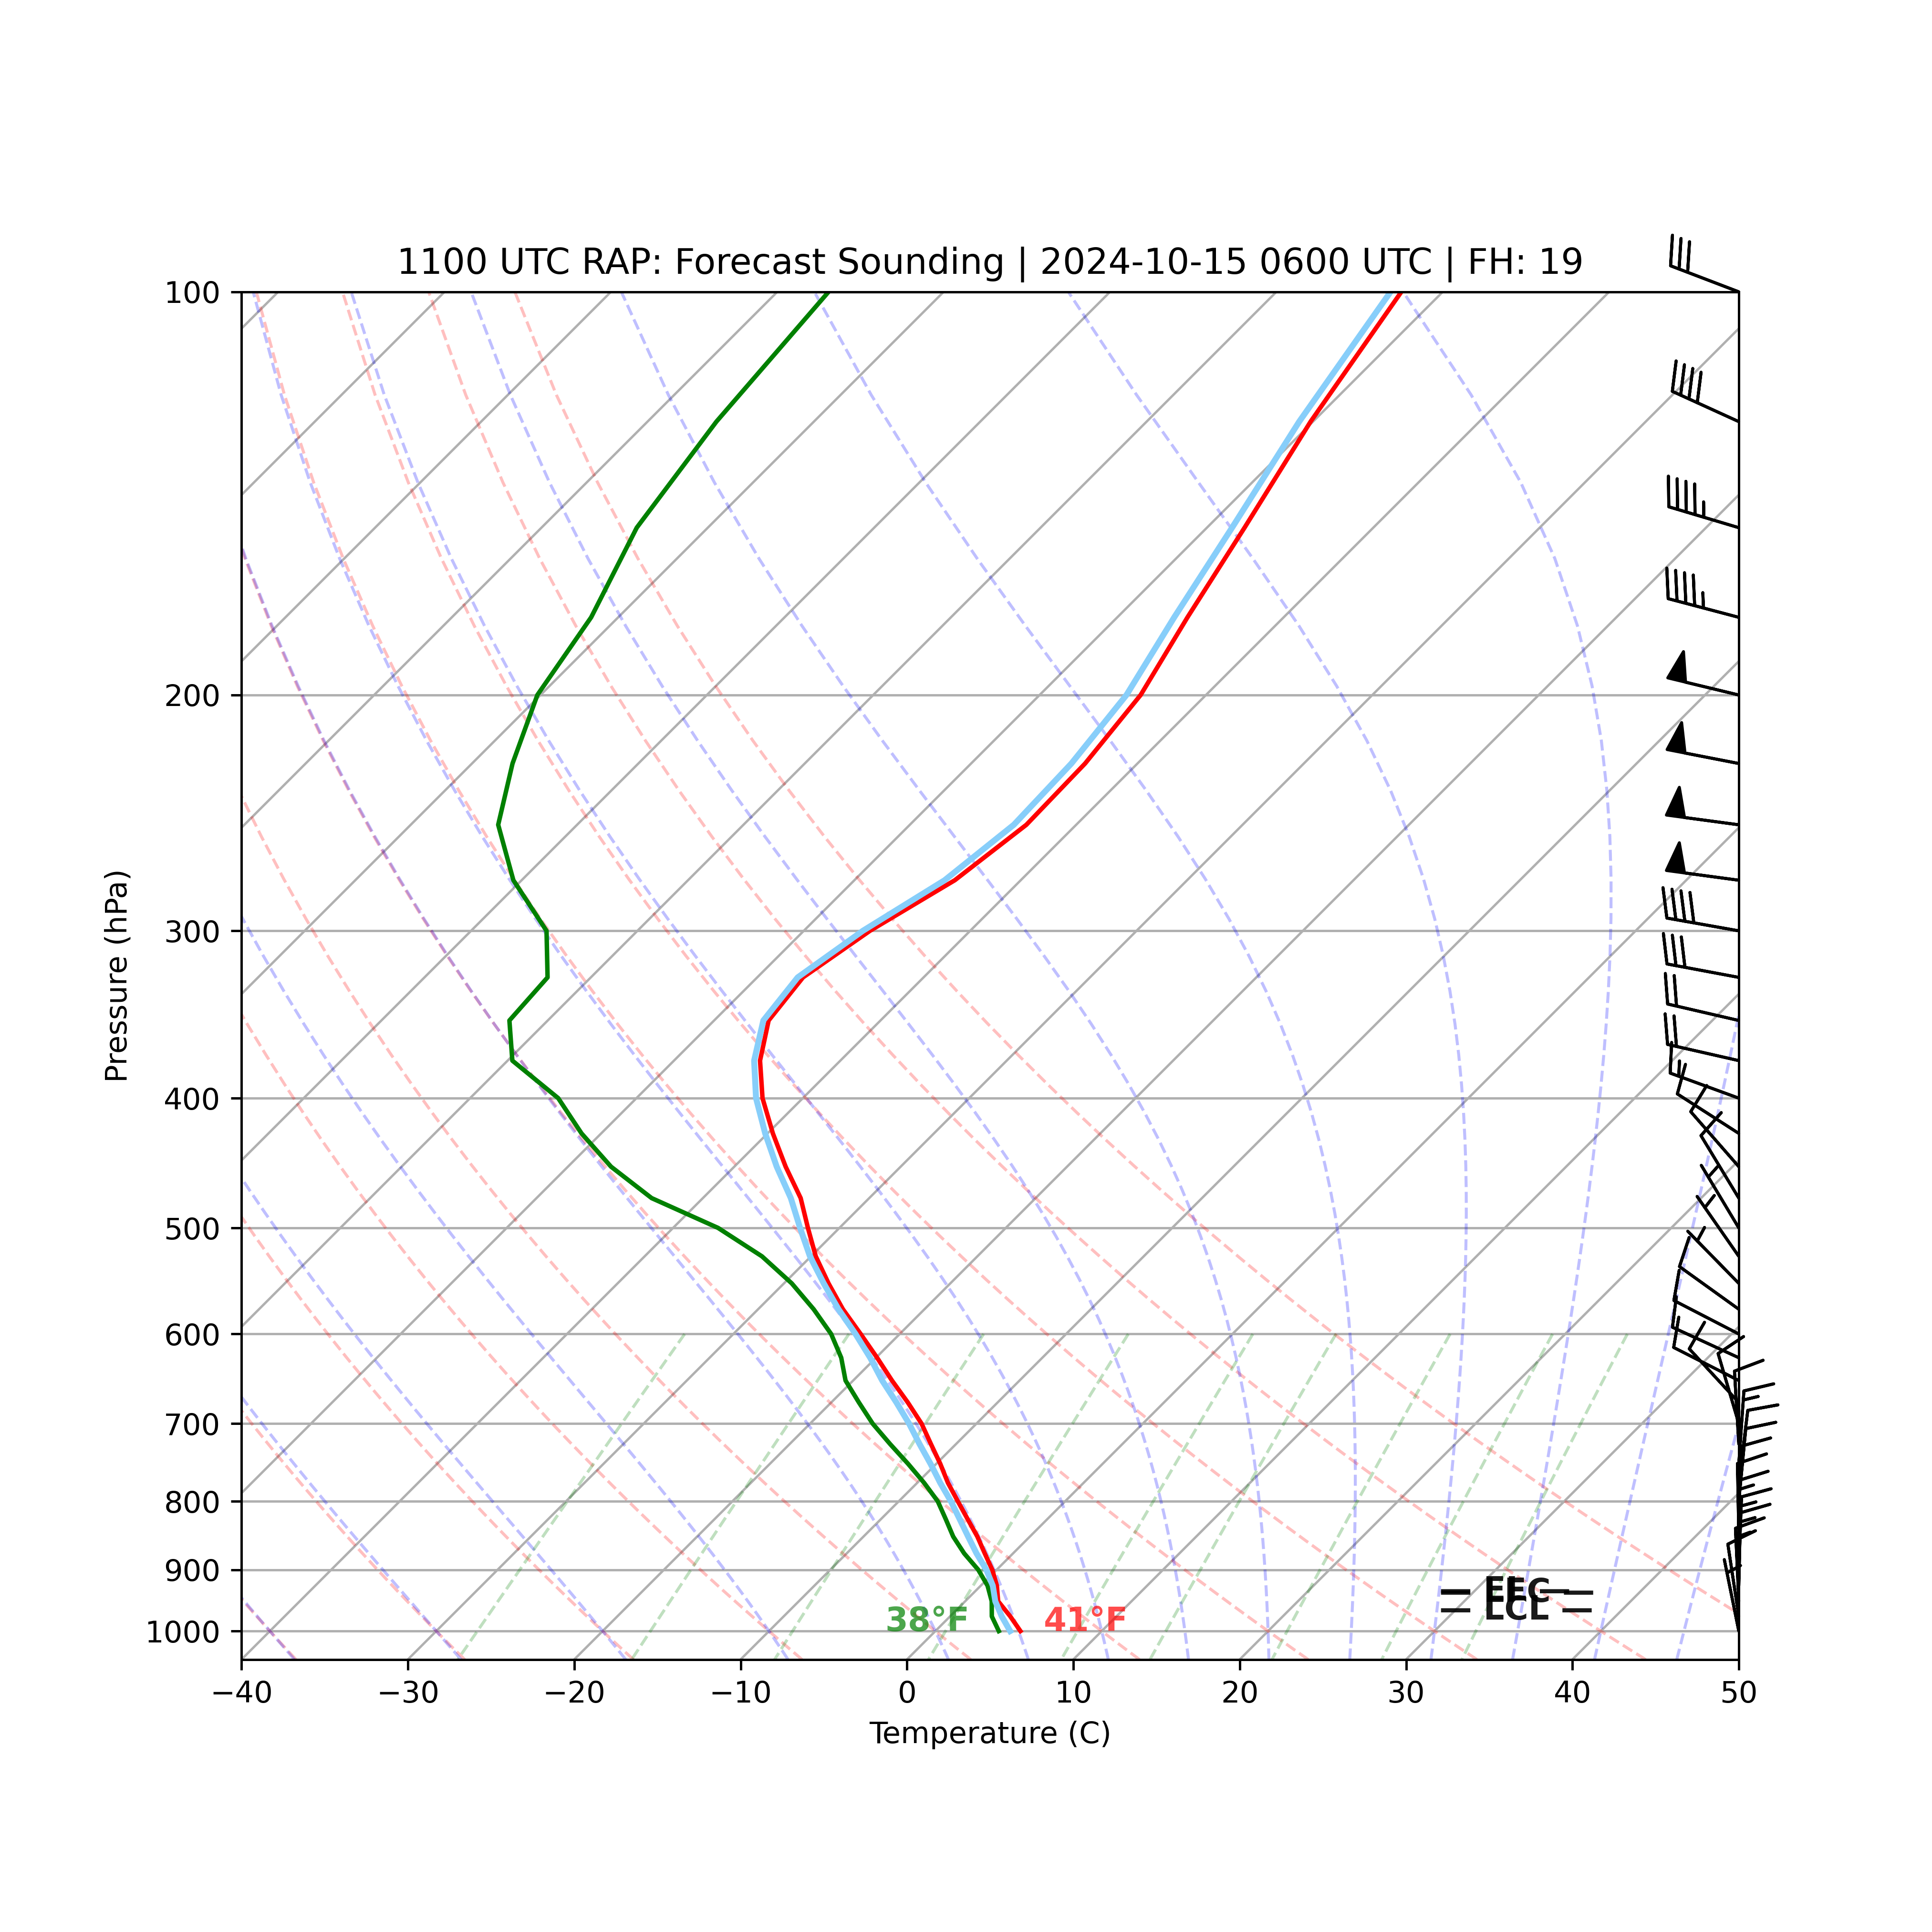 1100 UTC RAP: Forecast Sounding | 2024-10-15 0600 UTC | FH: 19
100
200
300
400
500
600
700
800
900
1000
Pressure (hPa)
38°F
41°F
LCL
−40 −30 −20 −10 0 10 20 30 40 50
Temperature (C)